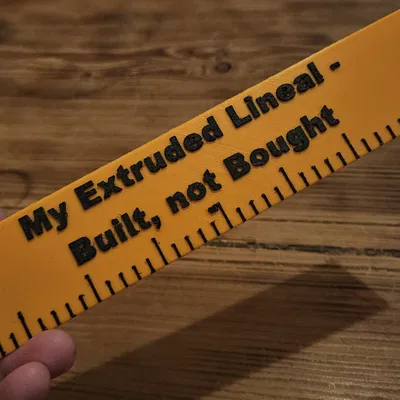 My Extruded Lineal -
Built, not Bought